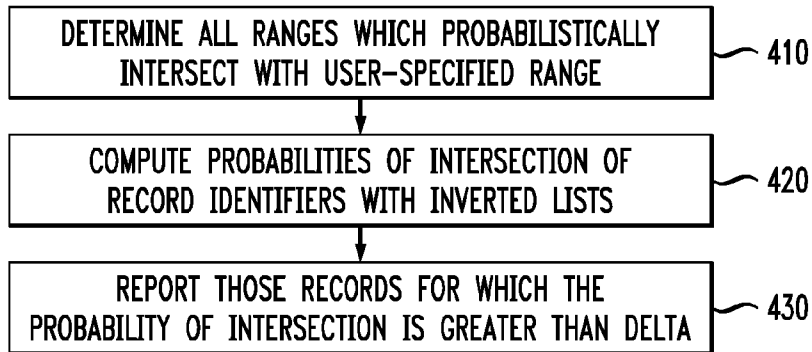 DETERMINE ALL RANGES WHICH PROBABILISTICALLY
INTERSECT WITH USER-SPECIFIED RANGE
410
COMPUTE PROBABILITIES OF INTERSECTION OF
RECORD IDENTIFIERS WITH INVERTED LISTS
420
REPORT THOSE RECORDS FOR WHICH THE
PROBABILITY OF INTERSECTION IS GREATER THAN DELTA
430